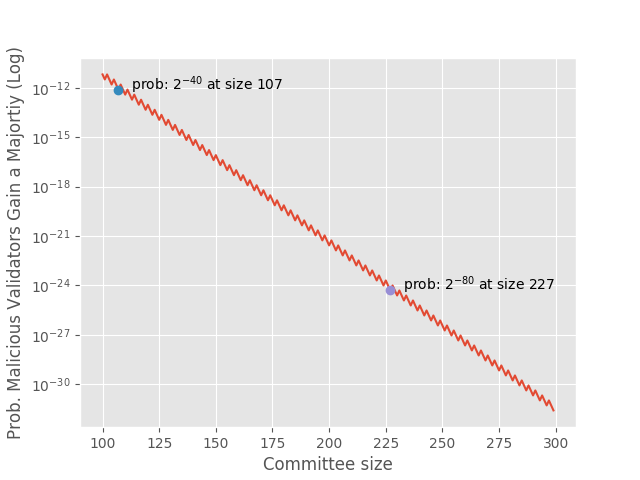 Prob. Malicious Validators Gain a Majortiy (Log)
10⁻¹²
10⁻¹⁵
10⁻¹⁸
10⁻²¹
10⁻²⁴
10⁻²⁷
10⁻³⁰
prob: 2⁻⁴⁰ at size 107
prob: 2⁻⁸⁰ at size 227
100 125 150 175 200 225 250 275 300
Committee size